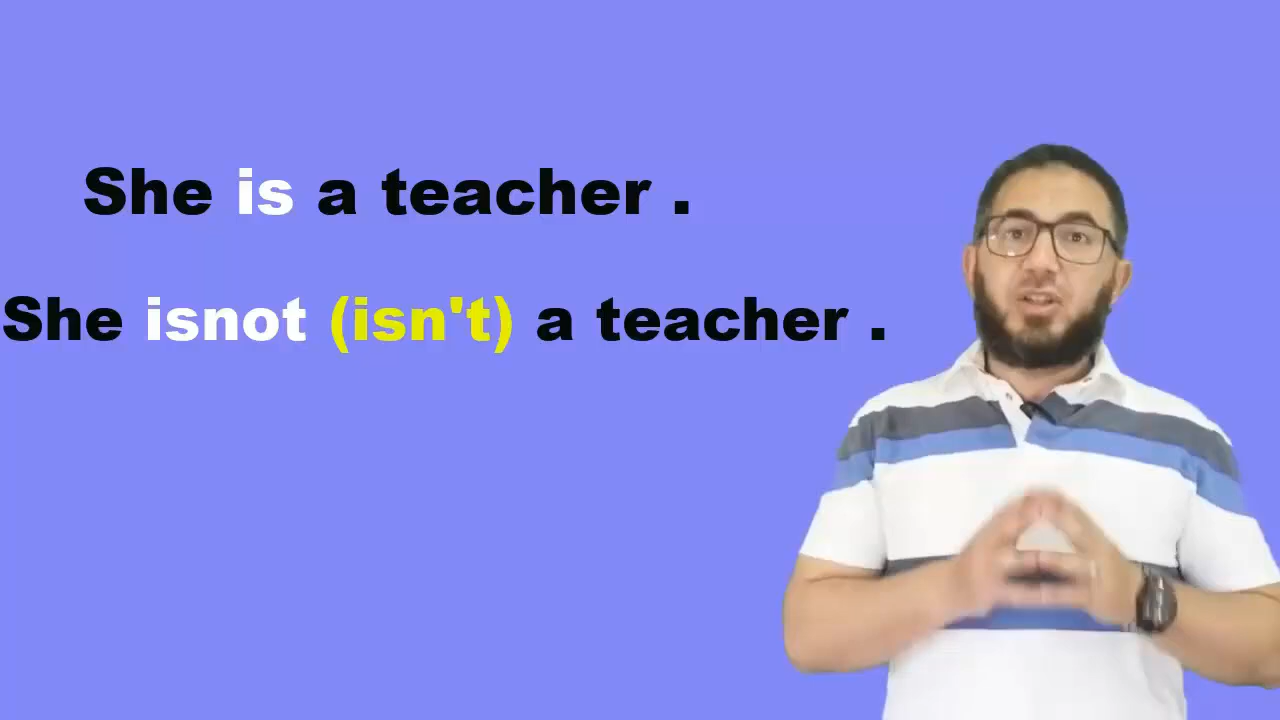 She is a teacher .
She isnot (isn't) a teacher .